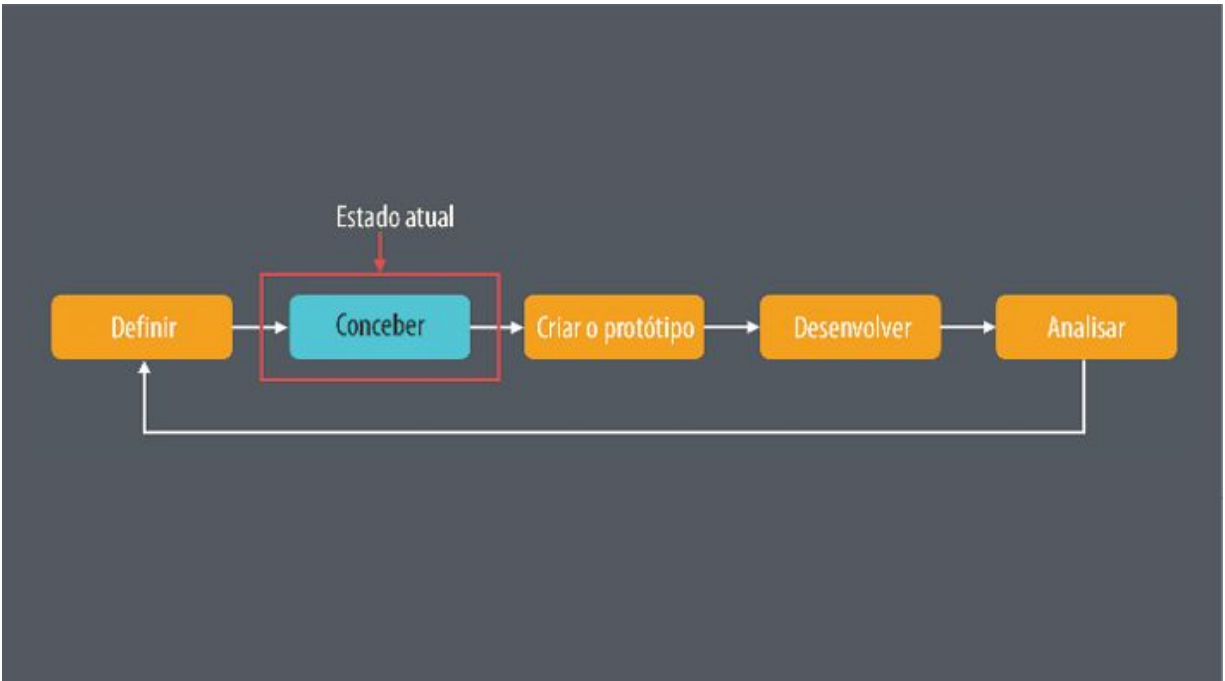 Estado atual
Definir
Conceber
Criar o protótipo
Desenvolver
Analisar